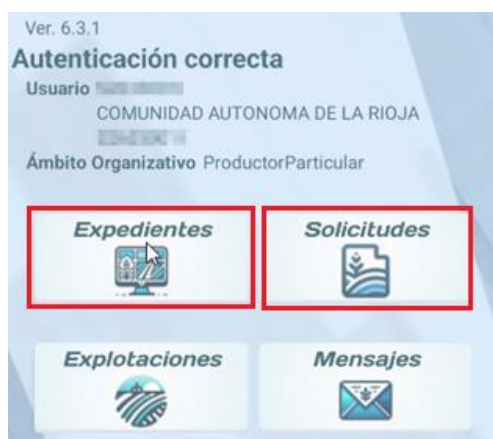 Ver. 6.3.1
Autenticación correcta
Usuario
COMUNIDAD AUTONOMA DE LA RIOJA
Ámbito Organizativo ProductorParticular
Expedientes Solicitudes
Explotaciones Mensajes